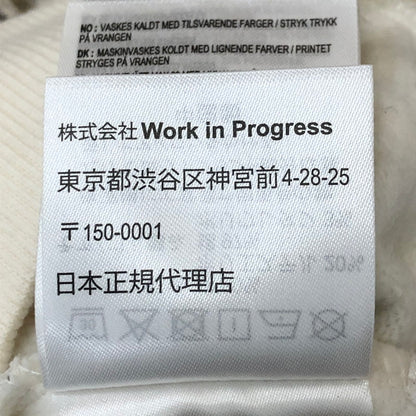 NO : VASKES KALDT MED TILSVARENDE FARGER / STRYK TRYKK
PÅ VRANGEN
DK : MASKINVASKES KOLDT MED LIGNENDE FARVER / PRINTET
STRYGES PÅ VRANGEN
株式会社Work in Progress
東京都渋谷区神宮前4-28-25
〒150-0001
日本正規代理店